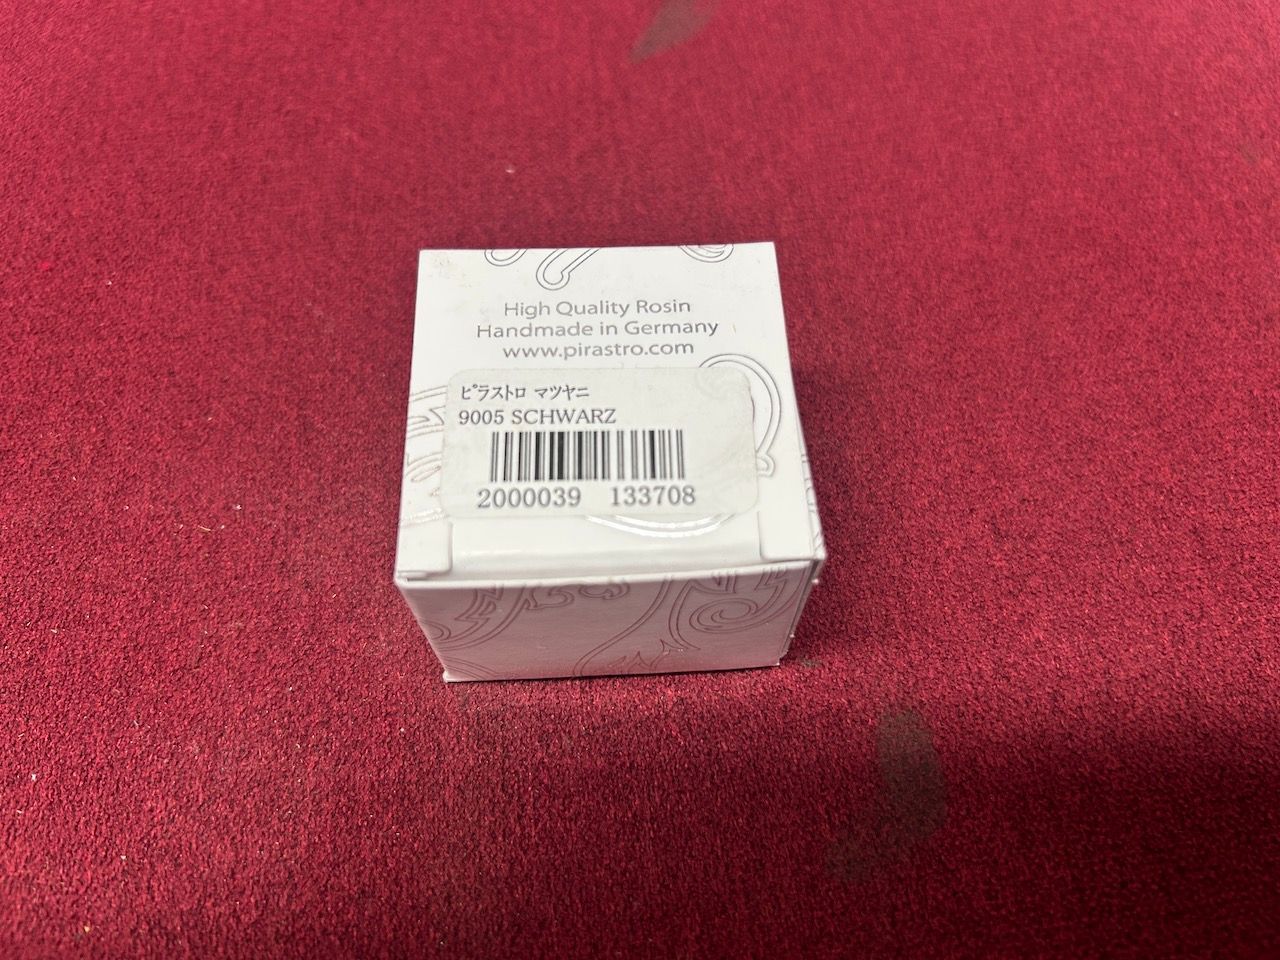 High Quality Rosin
Handmade in Germany
www.pirastro.com
ﾋﾟﾗｽﾄﾛ ﾏﾂﾔﾆ
9005 SCHWARZ
2000039 133708